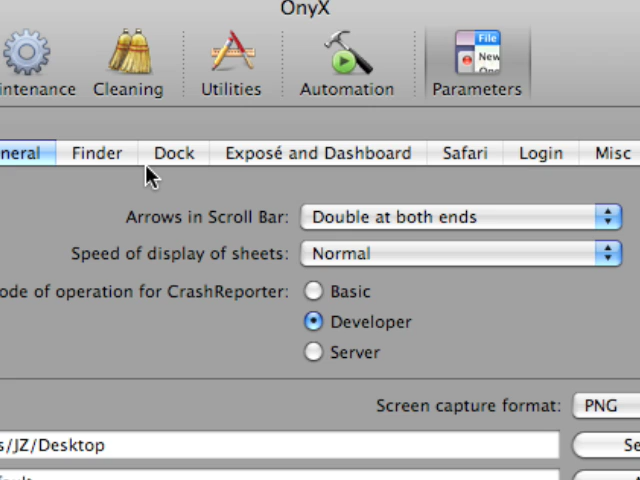 OnyX
File
New
intenance Cleaning Utilities Automation Parameters
neral Finder Dock Exposé and Dashboard Safari Login Misc
Arrows in Scroll Bar: Double at both ends
Speed of display of sheets: Normal
ode of operation for CrashReporter: Basic
Developer
Server
Screen capture format: PNG
s/JZ/Desktop Se